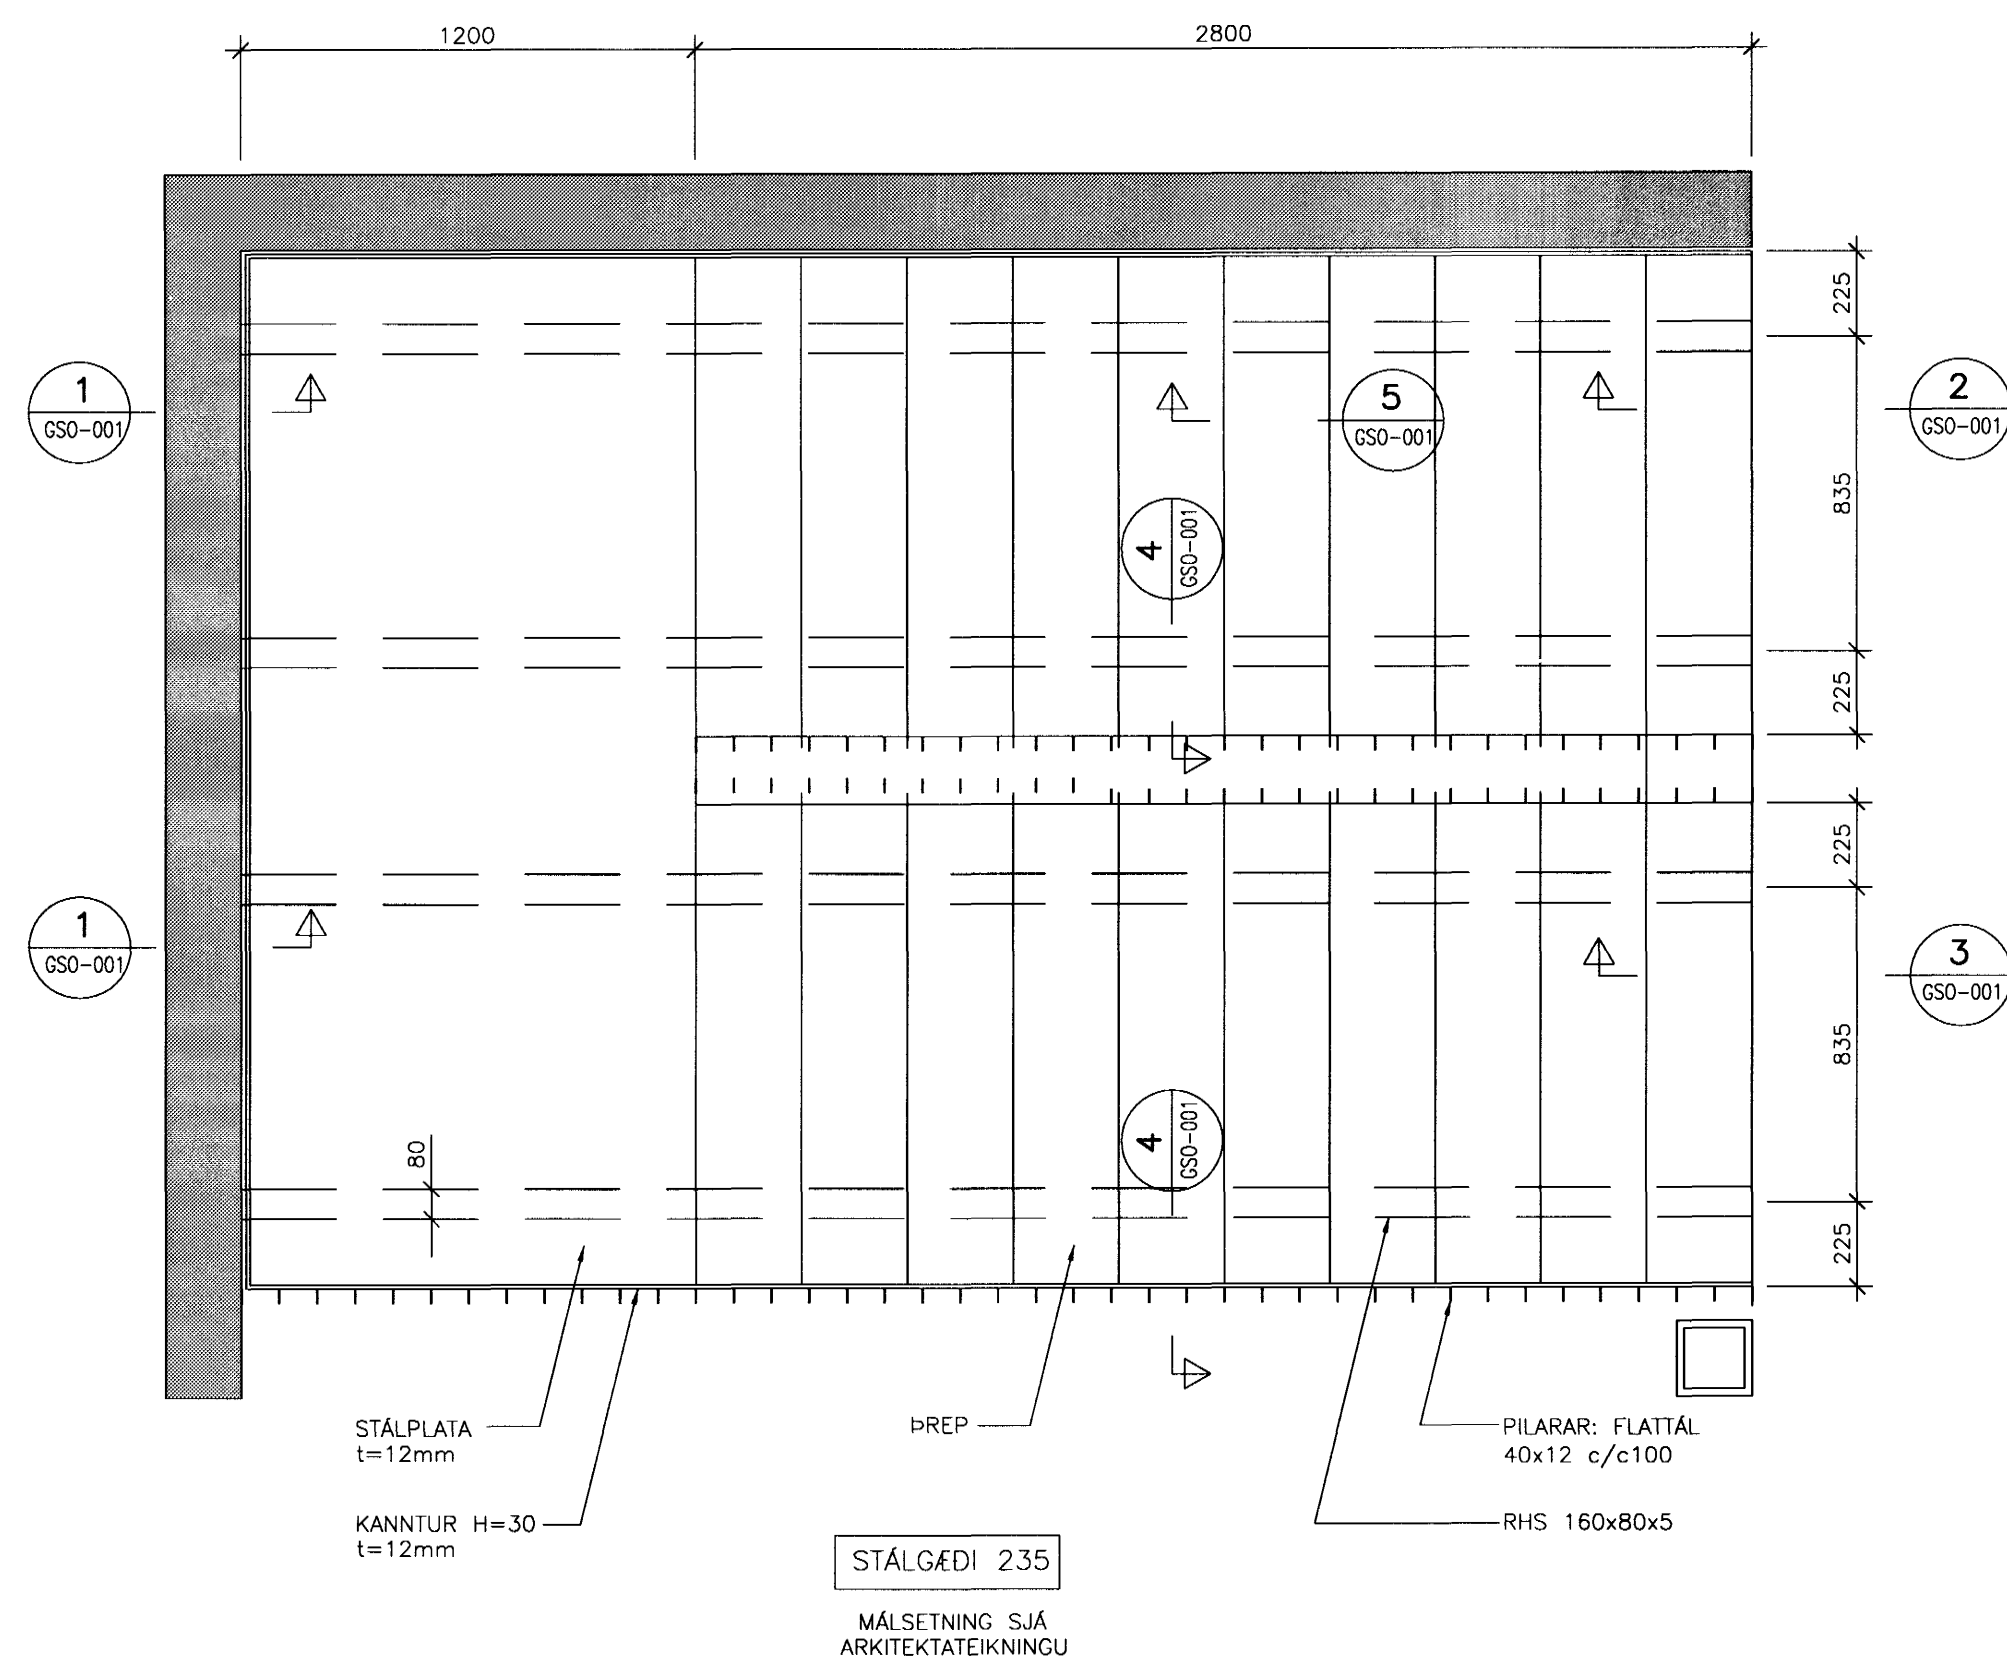 1200
2800
225
1
GSO-001
5
GSO-001
2
GSO-001
835
4
GSO-001
225
225
1
GSO-001
3
GSO-001
835
4
GSO-001
80
225
STÁLPLATA
t=12mm
ÞREP
PILARAR: FLATTÁL
40x12 c/c100
KANNTUR H=30
t=12mm
RHS 160x80x5
STÁLGÆDI 235
MÁLSETNING SJÁ
ARKITEKTATEIKNINGU